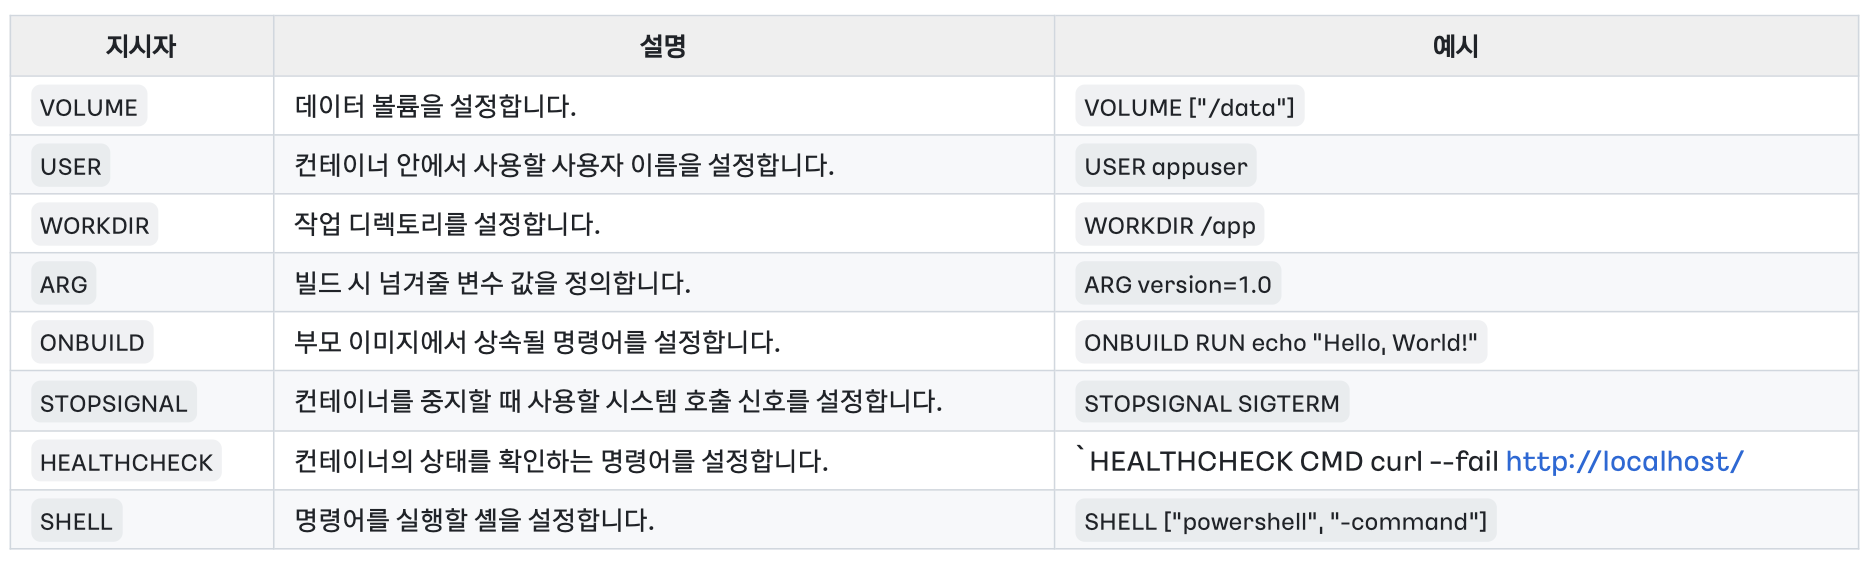 지시자 설명 예시
VOLUME 데이터 볼륨을 설정합니다. VOLUME ["/data"]
USER 컨테이너 안에서 사용할 사용자 이름을 설정합니다. USER appuser
WORKDIR 작업 디렉토리를 설정합니다. WORKDIR /app
ARG 빌드 시 넘겨줄 변수 값을 정의합니다. ARG version=1.0
ONBUILD 부모 이미지에서 상속될 명령어를 설정합니다. ONBUILD RUN echo "Hello, World!"
STOPSIGNAL 컨테이너를 중지할 때 사용할 시스템 호출 신호를 설정합니다. STOPSIGNAL SIGTERM
HEALTHCHECK 컨테이너의 상태를 확인하는 명령어를 설정합니다. `HEALTHCHECK CMD curl --fail http://localhost/
SHELL 명령어를 실행할 셸을 설정합니다. SHELL ["powershell", "-command"]